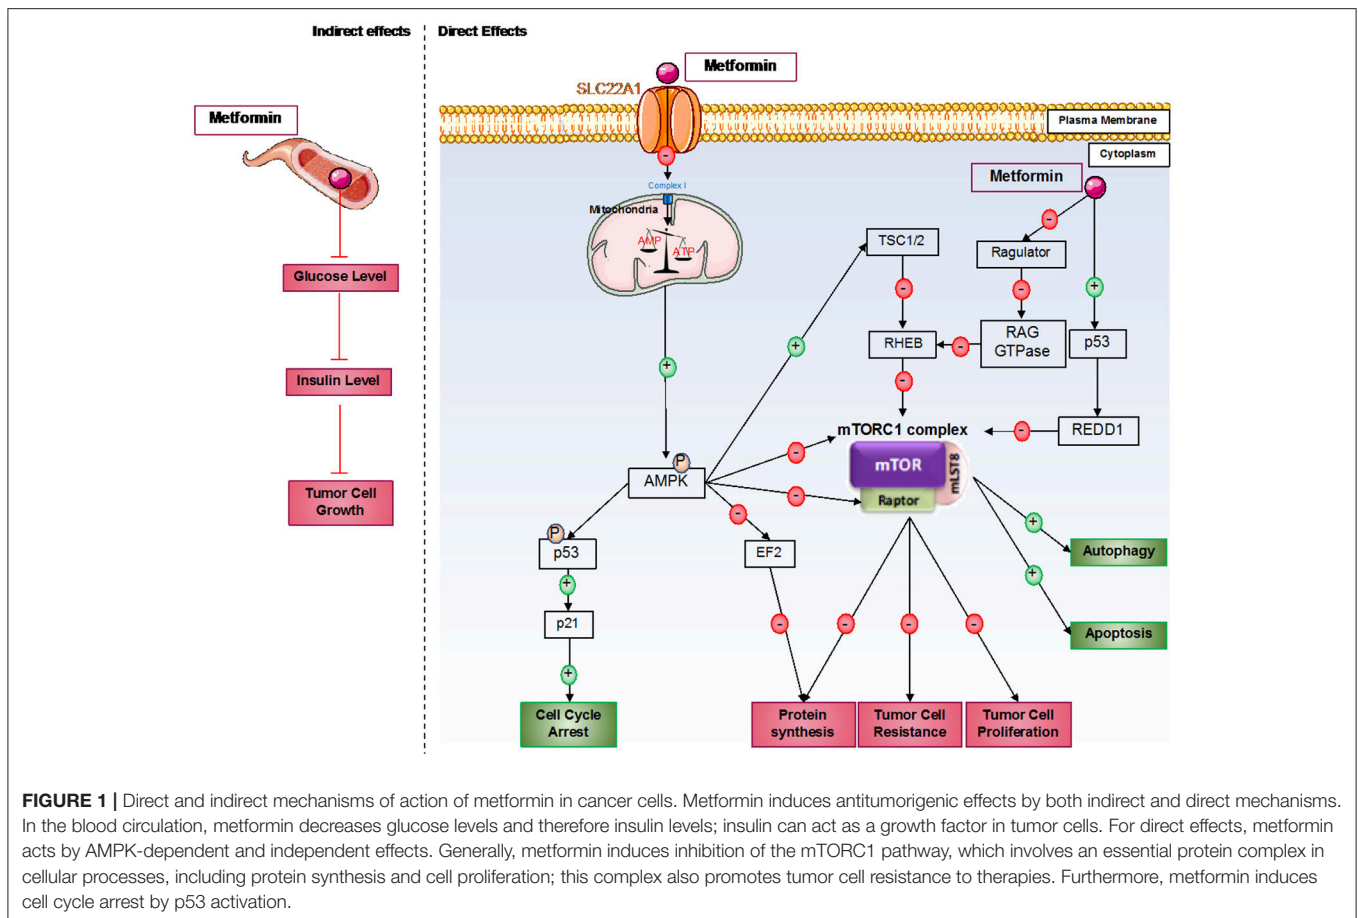 Indirect effects
Direct Effects
Metformin
SLC22A1
Metformin
Plasma Membrane
Cytoplasm
Metformin
Complex I
Mitochondria
AMP
ATP
TSC1/2
Ragulator
Glucose Level
RHEB
RAG
GTPase
p53
Insulin Level
mTORC1 complex
REDD1
mTOR
mLST8
Raptor
P
AMPK
Tumor Cell
Growth
P
p53
EF2
Autophagy
p21
Apoptosis
Cell Cycle
Arrest
Protein
synthesis
Tumor Cell
Resistance
Tumor Cell
Proliferation
FIGURE 1 | Direct and indirect mechanisms of action of metformin in cancer cells. Metformin induces antitumorigenic effects by both indirect and direct mechanisms.
In the blood circulation, metformin decreases glucose levels and therefore insulin levels; insulin can act as a growth factor in tumor cells. For direct effects, metformin
acts by AMPK-dependent and independent effects. Generally, metformin induces inhibition of the mTORC1 pathway, which involves an essential protein complex in
cellular processes, including protein synthesis and cell proliferation; this complex also promotes tumor cell resistance to therapies. Furthermore, metformin induces
cell cycle arrest by p53 activation.